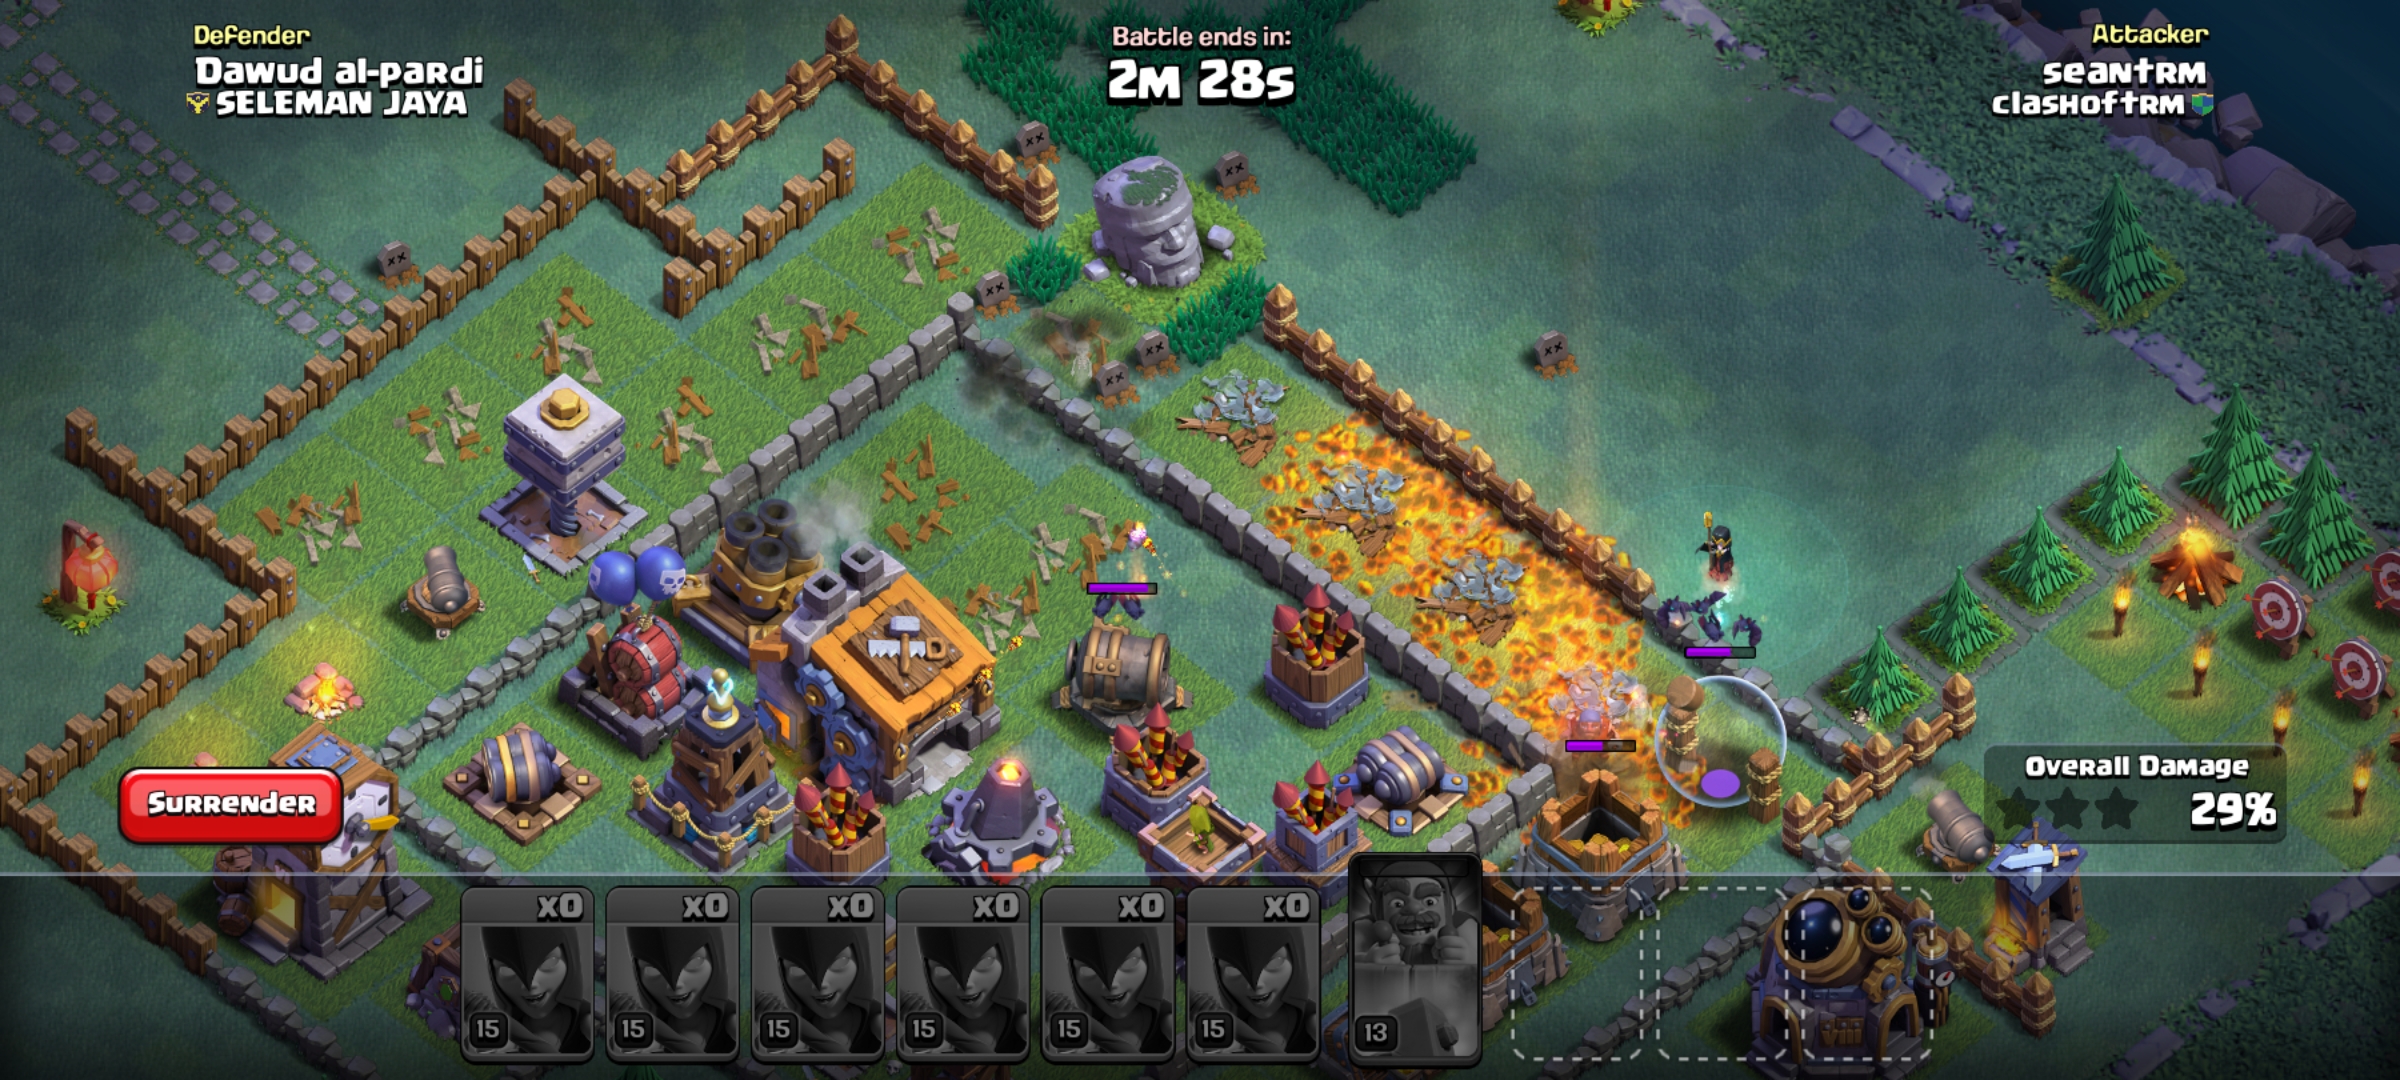 Defender
Dawud al-pardi
SELEMAN JAYA
Battle ends in:
2M 28s
Attacker
seantRM
clashoftRM
Overall Damage
29%
Surrender
x0
x0
x0
x0
x0
x0
15
15
15
15
15
15
13
VIII